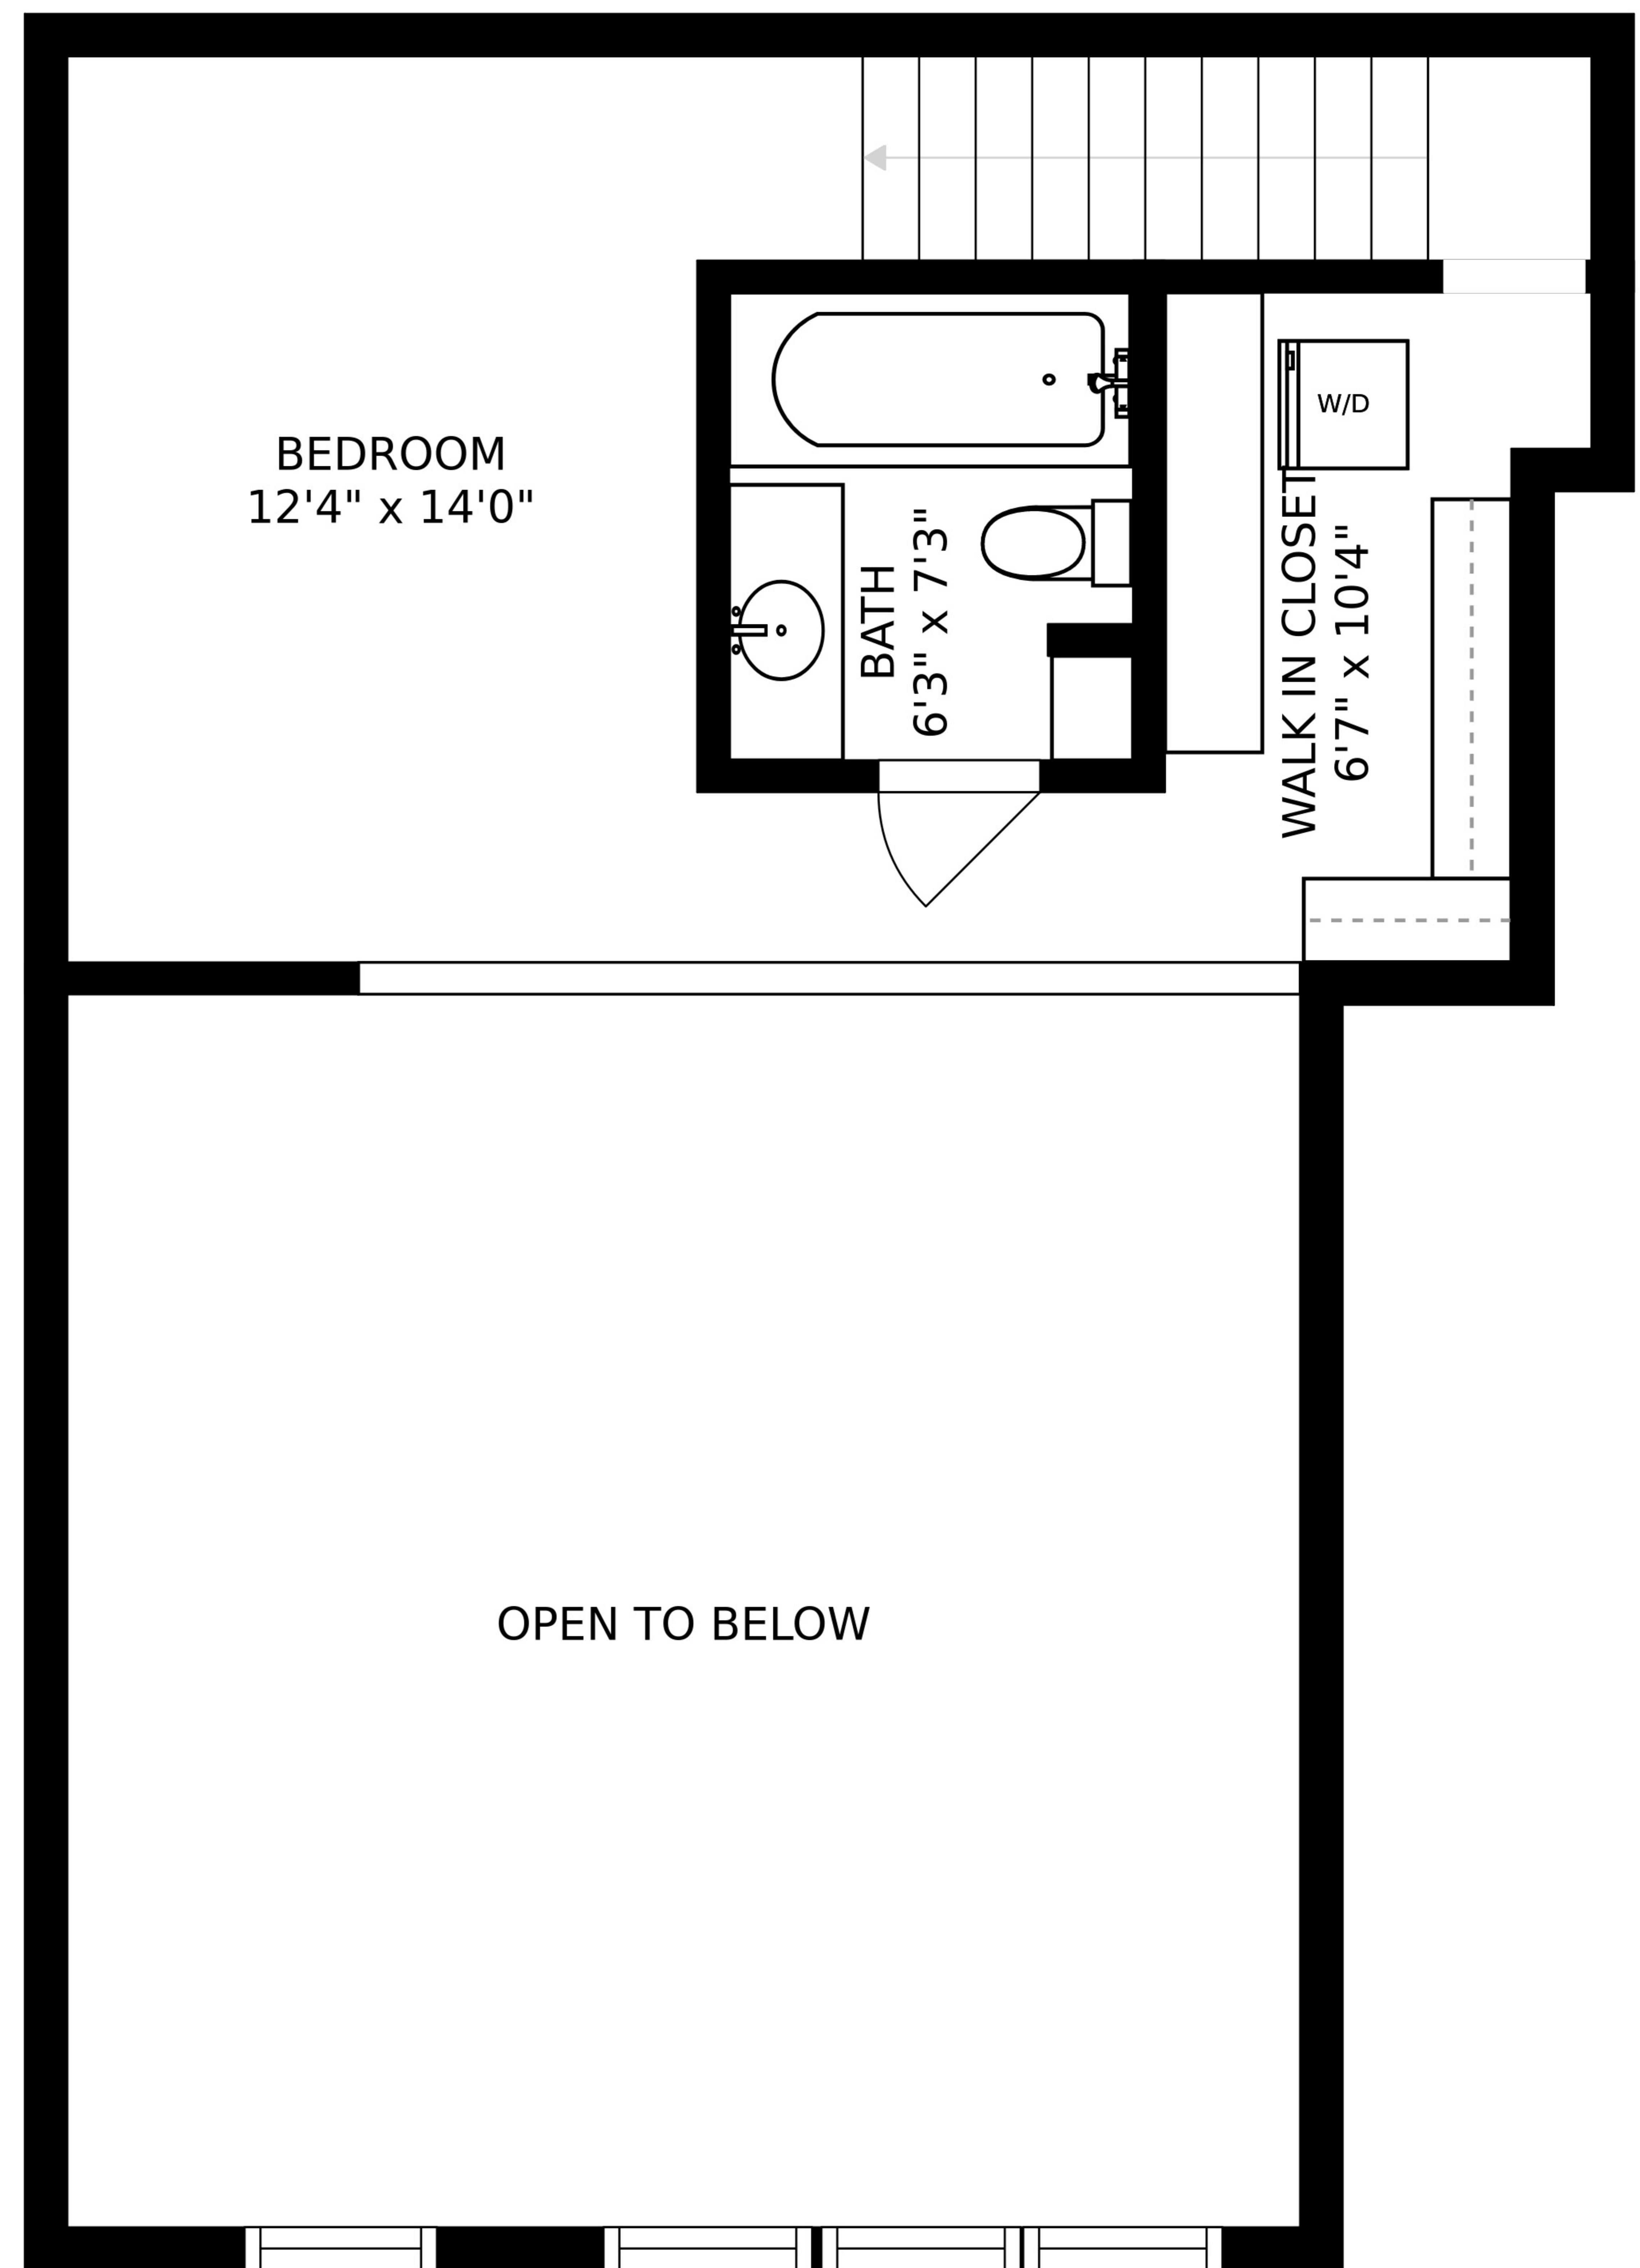 BEDROOM
12'4" x 14'0"
BATH
6'3" x 7'3"
W/D
WALK IN CLOSET
6'7" x 10'4"
OPEN TO BELOW